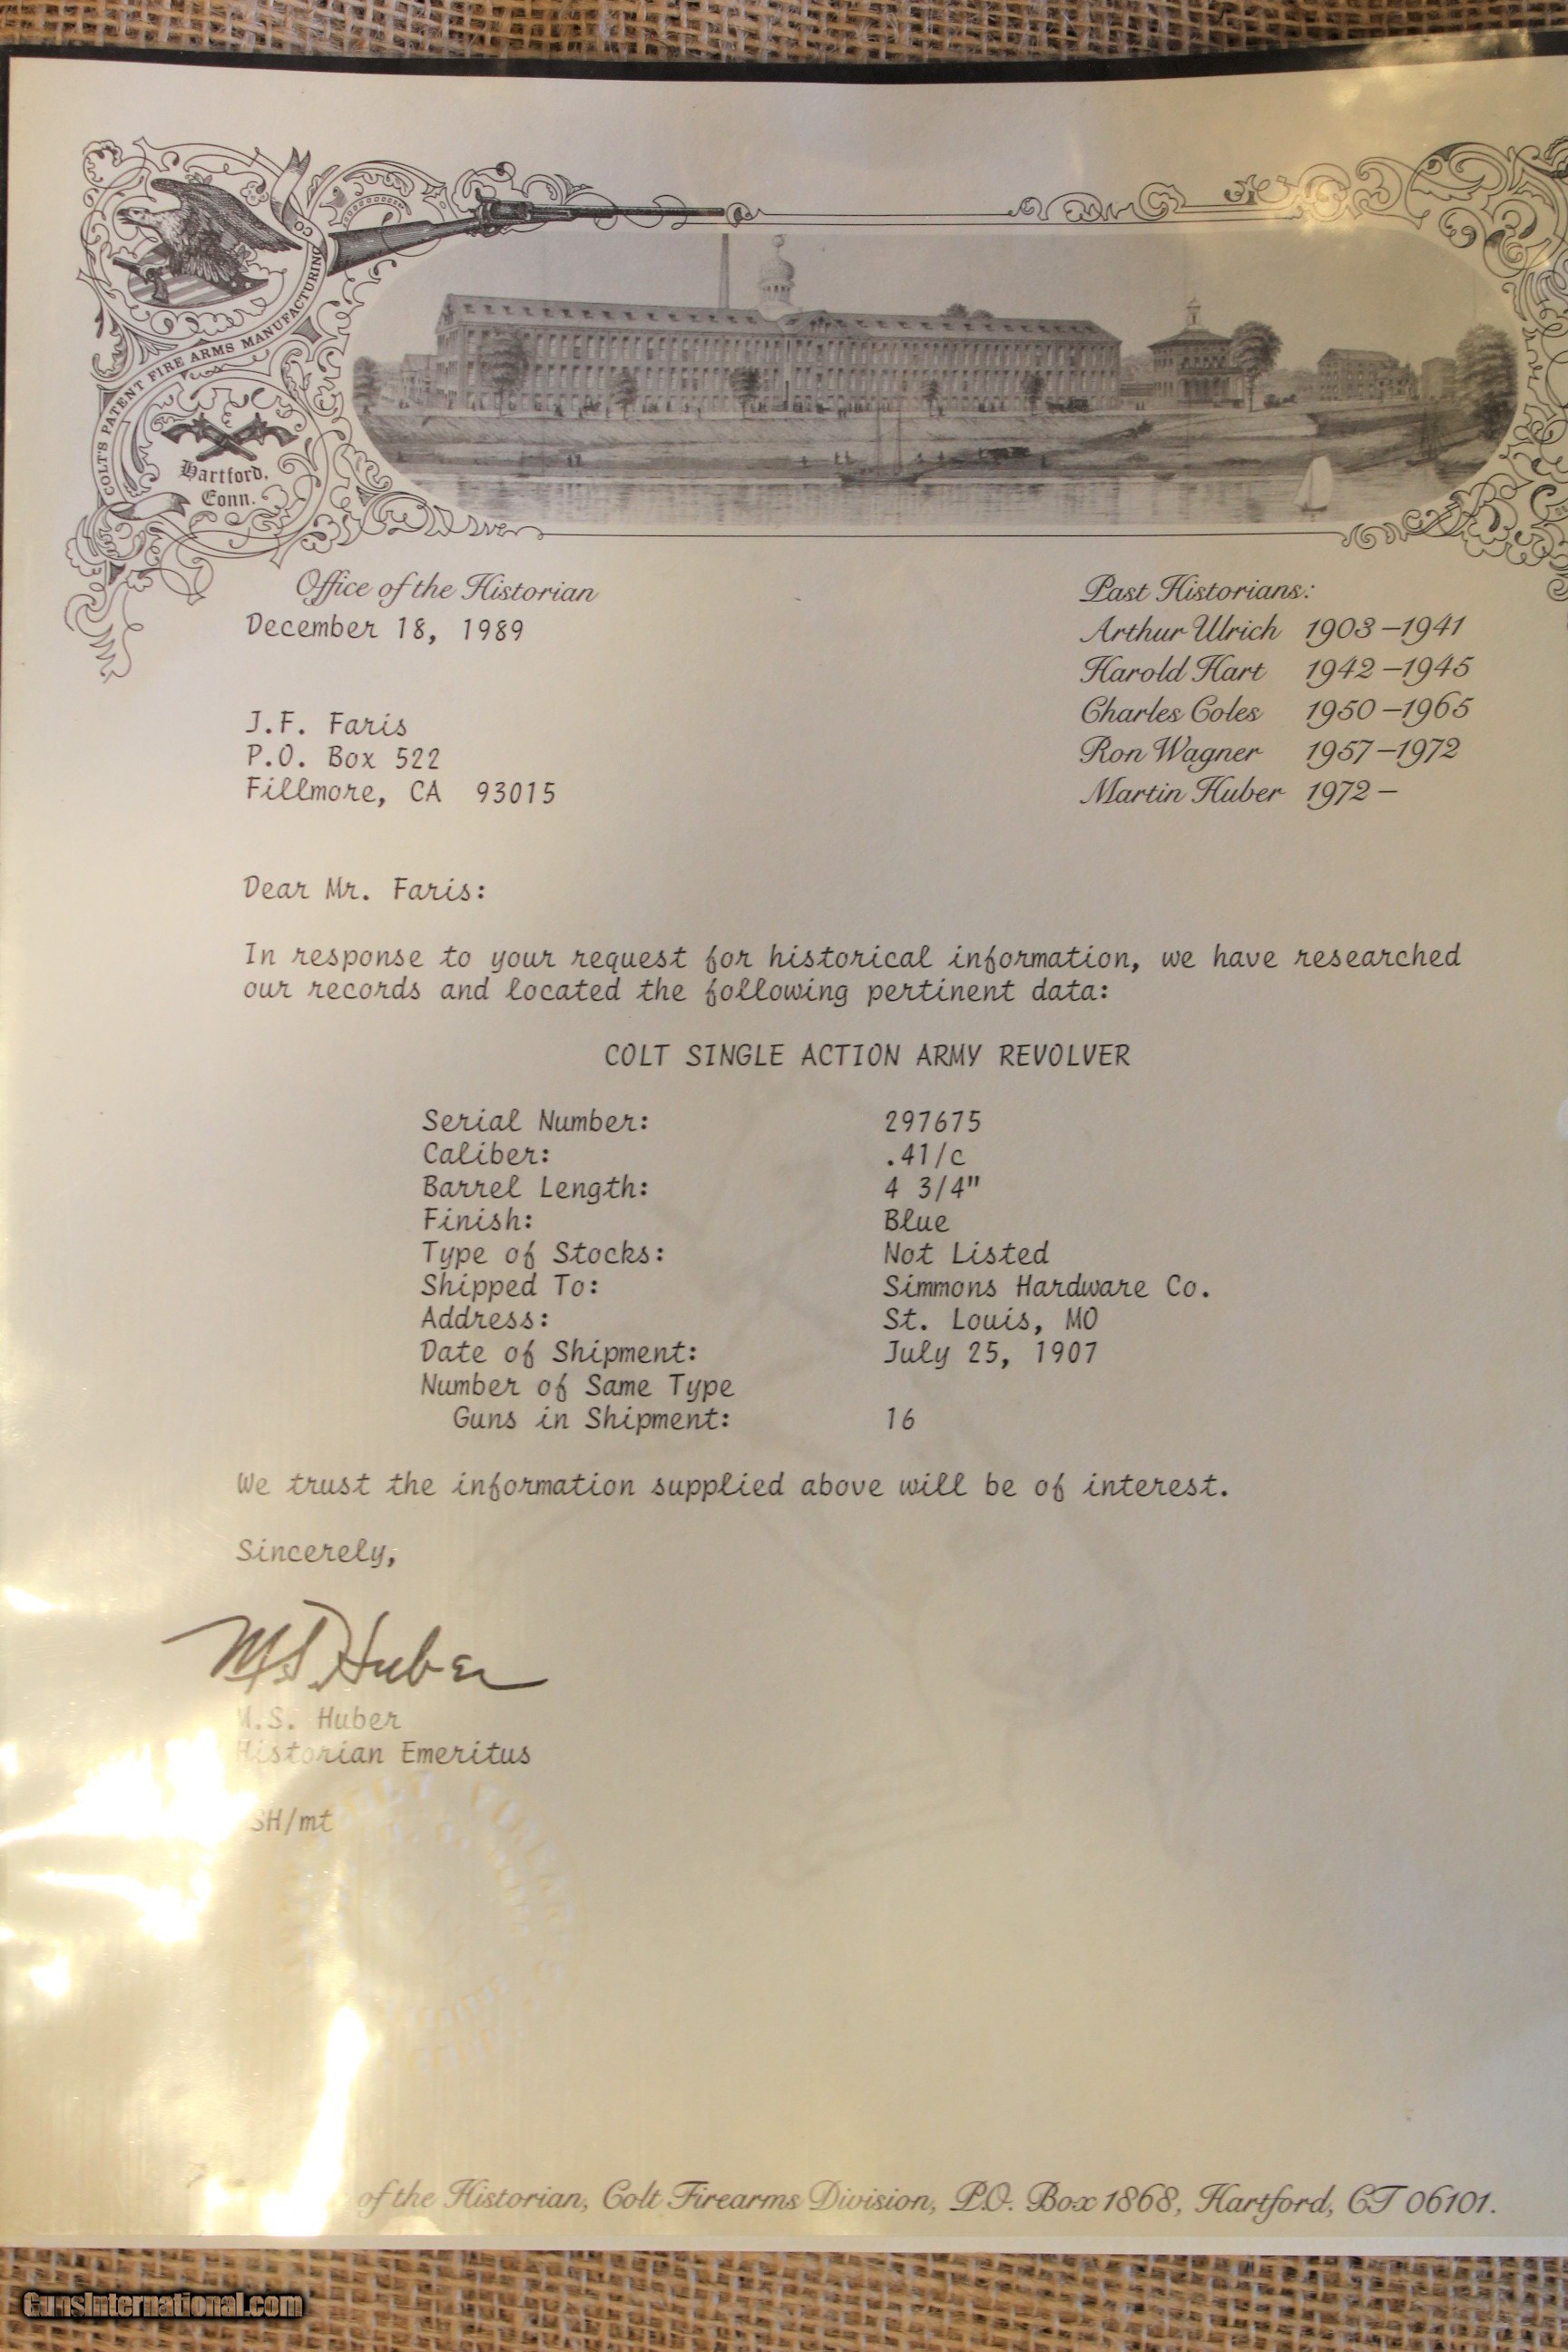 COLT'S PATENT FIRE ARMS MANUFACTURING CO
Hartford,
Conn.
Office of the Historian
December 18, 1989
Past Historians:
Arthur Ulrich 1903–1941
Harold Hart 1942–1945
Charles Coles 1950–1965
Ron Wagner 1957–1972
Martin Huber 1972–
J.F. Faris
P.O. Box 522
Fillmore, CA 93015
Dear Mr. Faris:
In response to your request for historical information, we have researched
our records and located the following pertinent data:
COLT SINGLE ACTION ARMY REVOLVER
Serial Number: 297675
Caliber: .41/c
Barrel Length: 4 3/4"
Finish: Blue
Type of Stocks: Not Listed
Shipped To: Simmons Hardware Co.
Address: St. Louis, MO
Date of Shipment: July 25, 1907
Number of Same Type
Guns in Shipment: 16
We trust the information supplied above will be of interest.
Sincerely,
M.S. Huber
M.S. Huber
Historian Emeritus
SH/mt
of the Historian, Colt Firearms Division, P.O. Box 1868, Hartford, CT 06101.
GunsInternational.com